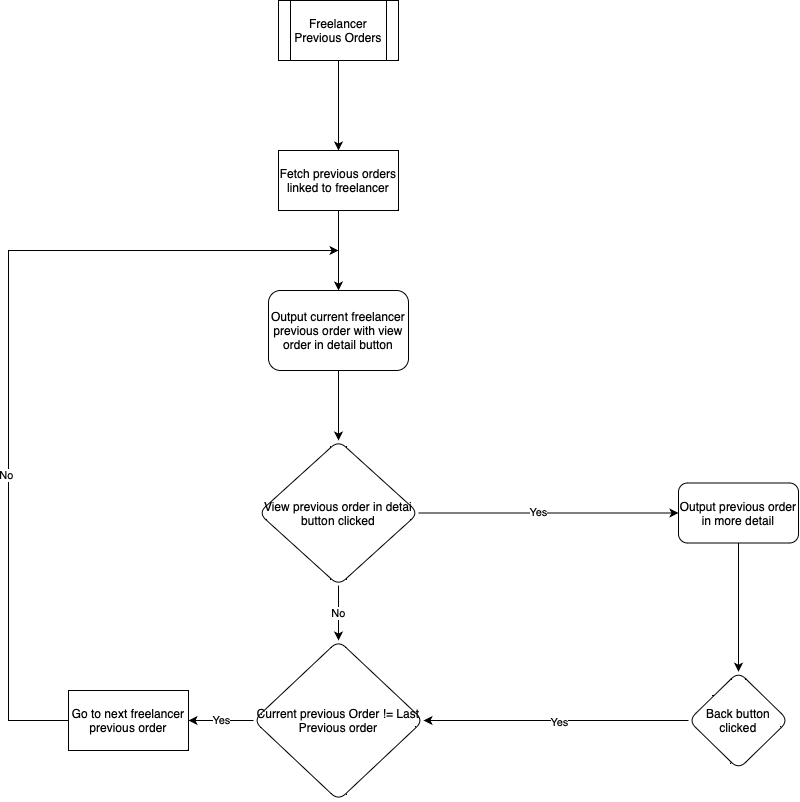 Freelancer
Previous Orders
Fetch previous orders
linked to freelancer
Output current freelancer
previous order with view
order in detail button
No
View previous order in detail
button clicked
Yes
Output previous order
in more detail
No
Go to next freelancer
previous order
Yes
Current previous Order != Last
Previous order
Yes
Back button
clicked